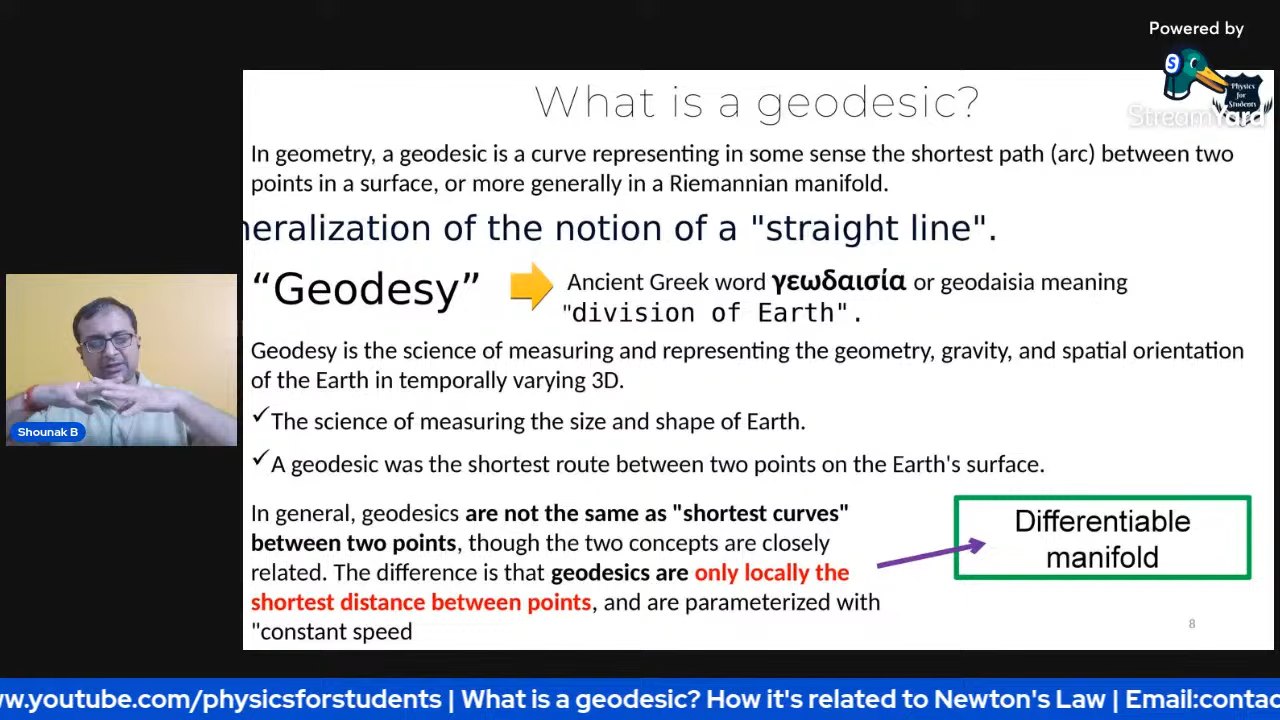 Powered by
S
Physics
for
Students
StreamYard
What is a geodesic?
In geometry, a geodesic is a curve representing in some sense the shortest path (arc) between two
points in a surface, or more generally in a Riemannian manifold.
neralization of the notion of a "straight line".
“Geodesy”
Ancient Greek word γεωδαισία or geodaisia meaning
"division of Earth".
Geodesy is the science of measuring and representing the geometry, gravity, and spatial orientation
of the Earth in temporally varying 3D.
✓The science of measuring the size and shape of Earth.
✓A geodesic was the shortest route between two points on the Earth's surface.
In general, geodesics are not the same as "shortest curves"
between two points, though the two concepts are closely
related. The difference is that geodesics are only locally the
shortest distance between points, and are parameterized with
"constant speed
Differentiable
manifold
8
Shounak B
ww.youtube.com/physicsforstudents | What is a geodesic? How it's related to Newton's Law | Email:contac